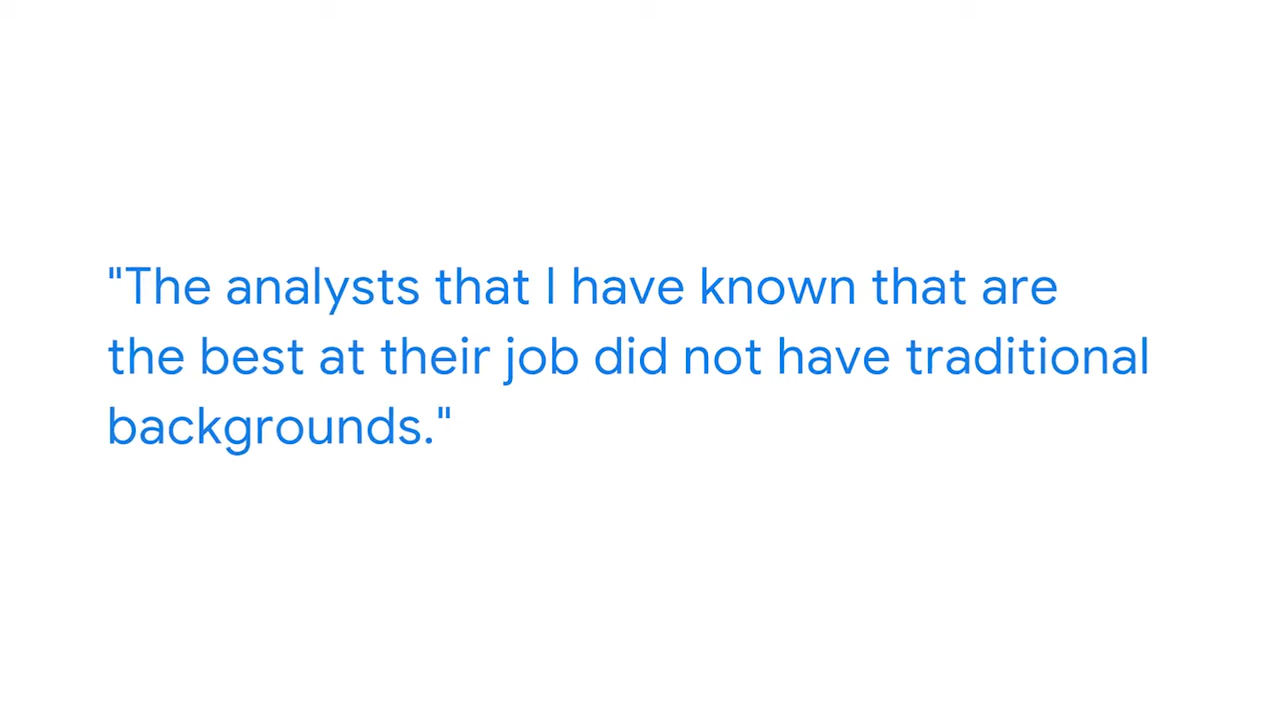 "The analysts that I have known that are
the best at their job did not have traditional
backgrounds."